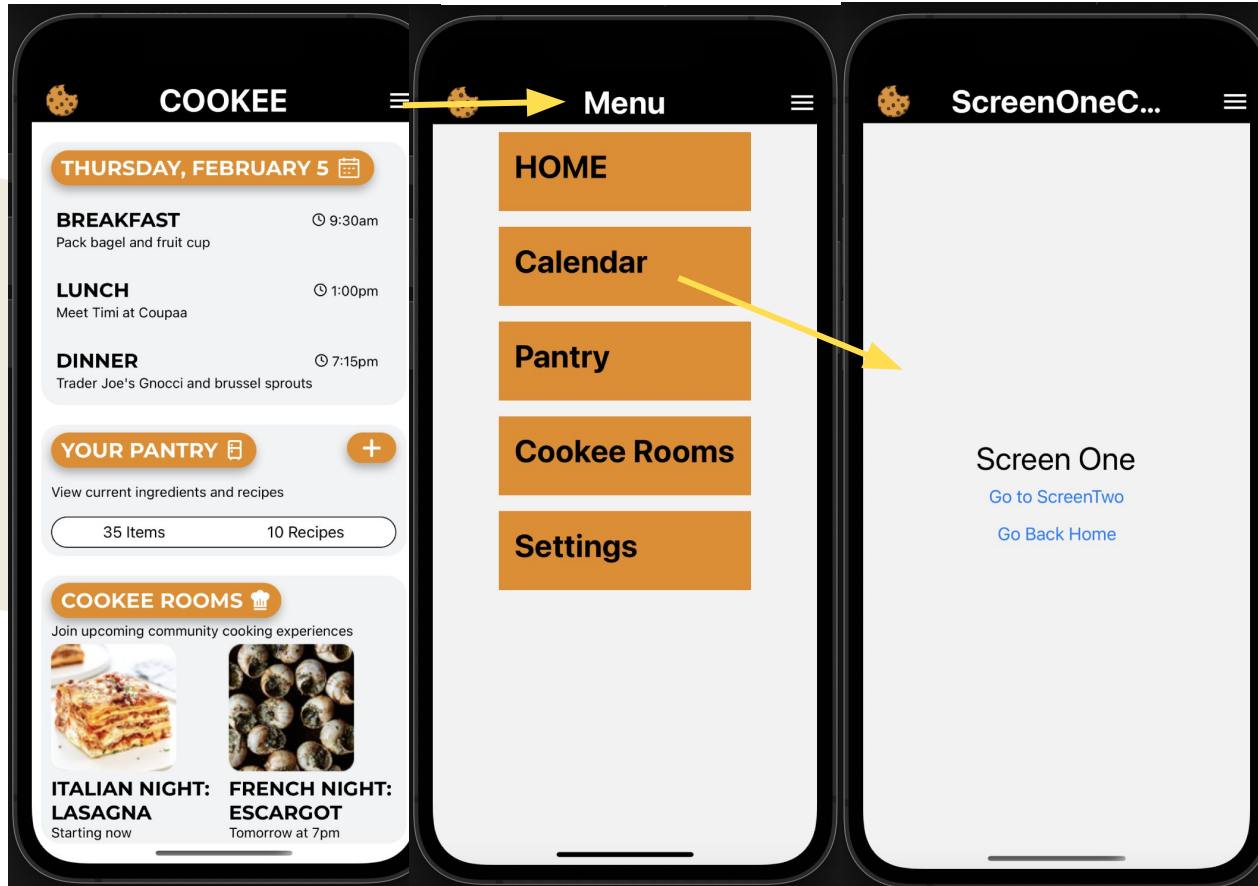 COOKEE
THURSDAY, FEBRUARY 5
BREAKFAST
9:30am
Pack bagel and fruit cup
LUNCH
1:00pm
Meet Timi at Coupaa
DINNER
7:15pm
Trader Joe's Gnocci and brussel sprouts
YOUR PANTRY
+
View current ingredients and recipes
35 Items
10 Recipes
COOKEE ROOMS
Join upcoming community cooking experiences
ITALIAN NIGHT:
LASAGNA
Starting now
FRENCH NIGHT:
ESCARGOT
Tomorrow at 7pm
Menu
HOME
Calendar
Pantry
Cookee Rooms
Settings
ScreenOneC...
Screen One
Go to ScreenTwo
Go Back Home